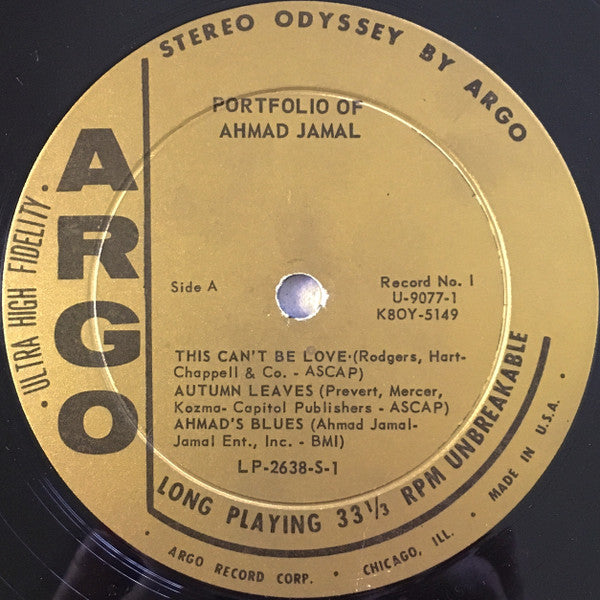 STEREO ODYSSEY BY ARGO
PORTFOLIO OF
AHMAD JAMAL
ARGO
• ULTRA HIGH FIDELITY •
Side A
Record No. 1
U-9077-1
K8OY-5149
THIS CAN'T BE LOVE-(Rodgers, Hart-
Chappell & Co. - ASCAP)
AUTUMN LEAVES (Prevert, Mercer,
Kozma- Capitol Publishers - ASCAP)
AHMAD'S BLUES (Ahmad Jamal-
Jamal Ent., Inc. - BMI)
LP-2638-S-1
LONG PLAYING 33⅓ RPM UNBREAKABLE
• ARGO RECORD CORP. • CHICAGO, ILL. • MADE IN U.S.A. •